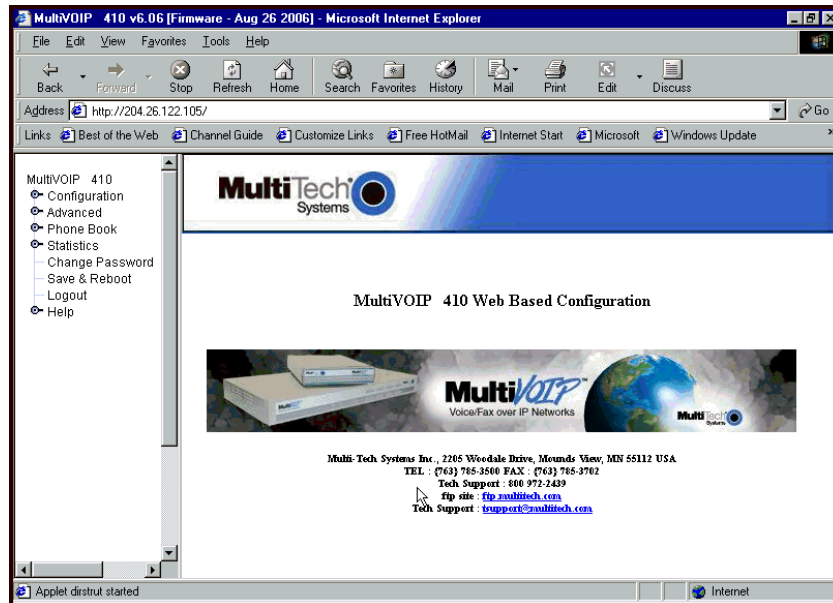 MultiVOIP 410 v6.06 [Firmware - Aug 26 2006] - Microsoft Internet Explorer
File Edit View Favorites Tools Help
Back Forward Stop Refresh Home Search Favorites History Mail Print Edit Discuss
Address http://204.26.122.105/ Go
Links Best of the Web Channel Guide Customize Links Free HotMail Internet Start Microsoft Windows Update »
MultiVOIP 410
Configuration
Advanced
Phone Book
Statistics
Change Password
Save & Reboot
Logout
Help
MultiTech
Systems
MultiVOIP 410 Web Based Configuration
MultiVOIP™
Voice/Fax over IP Networks
MultiTech
Systems
Multi-Tech Systems Inc., 2205 Woodale Drive, Mounds View, MN 55112 USA
TEL : (763) 785-3500 FAX : (763) 785-3702
Tech Support : 800 972-2439
ftp site : ftp.multitech.com
Tech Support : tsupport@multitech.com
Applet dirstrut started Internet